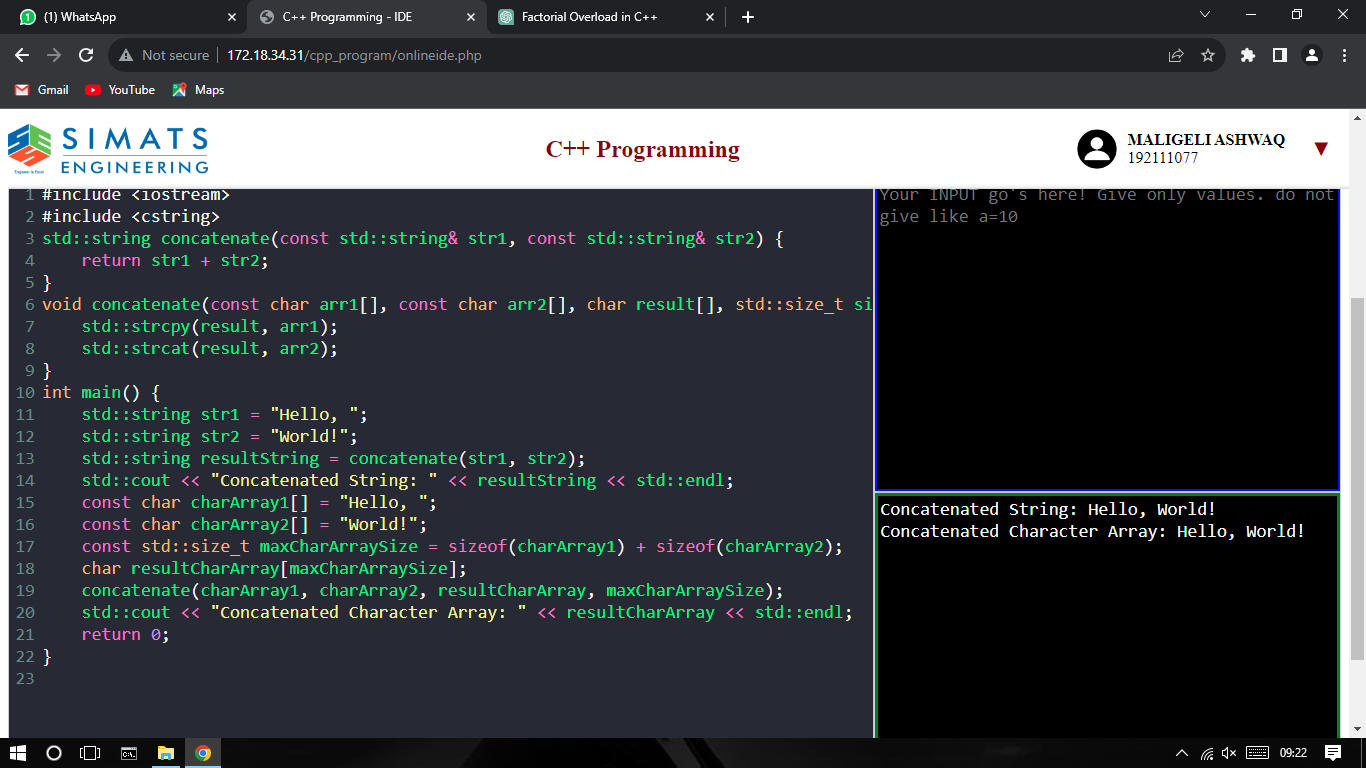 (1) WhatsApp
C++ Programming - IDE
Factorial Overload in C++
Not secure
172.18.34.31/cpp_program/onlineide.php
Gmail
YouTube
Maps
SIMATS
ENGINEERING
Engineer to Excel
C++ Programming
MALIGELI ASHWAQ
192111077
1 #include <iostream>
2 #include <cstring>
3 std::string concatenate(const std::string& str1, const std::string& str2) {
4     return str1 + str2;
5 }
6 void concatenate(const char arr1[], const char arr2[], char result[], std::size_t si
7     std::strcpy(result, arr1);
8     std::strcat(result, arr2);
9 }
10 int main() {
11     std::string str1 = "Hello, ";
12     std::string str2 = "World!";
13     std::string resultString = concatenate(str1, str2);
14     std::cout << "Concatenated String: " << resultString << std::endl;
15     const char charArray1[] = "Hello, ";
16     const char charArray2[] = "World!";
17     const std::size_t maxCharArraySize = sizeof(charArray1) + sizeof(charArray2);
18     char resultCharArray[maxCharArraySize];
19     concatenate(charArray1, charArray2, resultCharArray, maxCharArraySize);
20     std::cout << "Concatenated Character Array: " << resultCharArray << std::endl;
21     return 0;
22 }
23
Your INPUT go's here! Give only values. do not
give like a=10
Concatenated String: Hello, World!
Concatenated Character Array: Hello, World!
09:22